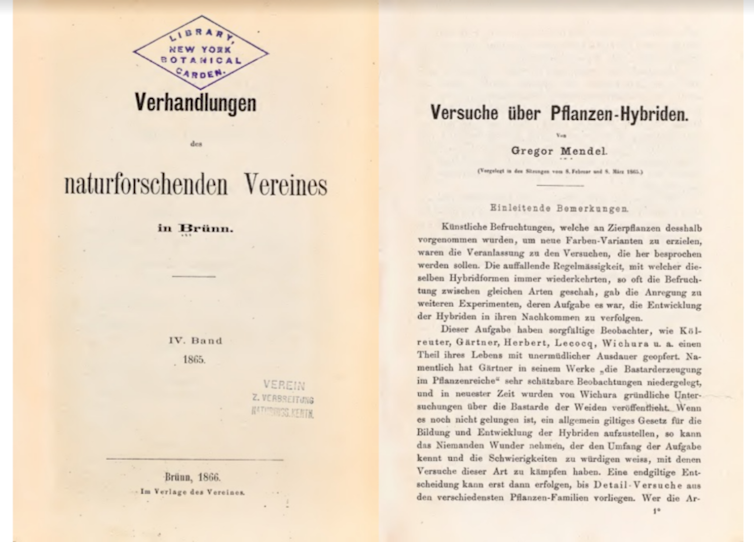 LIBRARY,
NEW YORK
BOTANICAL
GARDEN.
Verhandlungen
des
naturforschenden Vereines
in Brünn.
IV. Band
1865.
VEREIN
Z. VERBREITUNG
NATURWISS. KENTN.
Brünn, 1866.
Im Verlage des Vereines.
Versuche über Pflanzen-Hybriden.
Von
Gregor Mendel.
(Vorgelegt in den Sitzungen vom 8. Februar und 8. März 1865.)
Einleitende Bemerkungen.
Künstliche Befruchtungen, welche an Zierpflanzen desshalb
vorgenommen wurden, um neue Farben-Varianten zu erzielen,
waren die Veranlassung zu den Versuchen, die her besprochen
werden sollen. Die auffallende Regelmässigkeit, mit welcher die-
selben Hybridformen immer wiederkehrten, so oft die Befruch-
tung zwischen gleichen Arten geschah, gab die Anregung zu
weiteren Experimenten, deren Aufgabe es war, die Entwicklung
der Hybriden in ihren Nachkommen zu verfolgen.
Dieser Aufgabe haben sorgfältige Beobachter, wie Köl-
reuter, Gärtner, Herbert, Lecocq, Wichura u. a. einen
Theil ihres Lebens mit unermüdlicher Ausdauer geopfert. Na-
mentlich hat Gärtner in seinem Werke „die Bastarderzeugung
im Pflanzenreiche“ sehr schätzbare Beobachtungen niedergelegt,
und in neuester Zeit wurden von Wichura gründliche Unter-
suchungen über die Bastarde der Weiden veröffentlicht. Wenn
es noch nicht gelungen ist, ein allgemein giltiges Gesetz für die
Bildung und Entwicklung der Hybriden aufzustellen, so kann
das Niemanden Wunder nehmen, der den Umfang der Aufgabe
kennt und die Schwierigkeiten zu würdigen weiss, mit denen
Versuche dieser Art zu kämpfen haben. Eine endgiltige Ent-
scheidung kann erst dann erfolgen, bis Detail-Versuche aus
den verschiedensten Pflanzen-Familien vorliegen. Wer die Ar-
1*